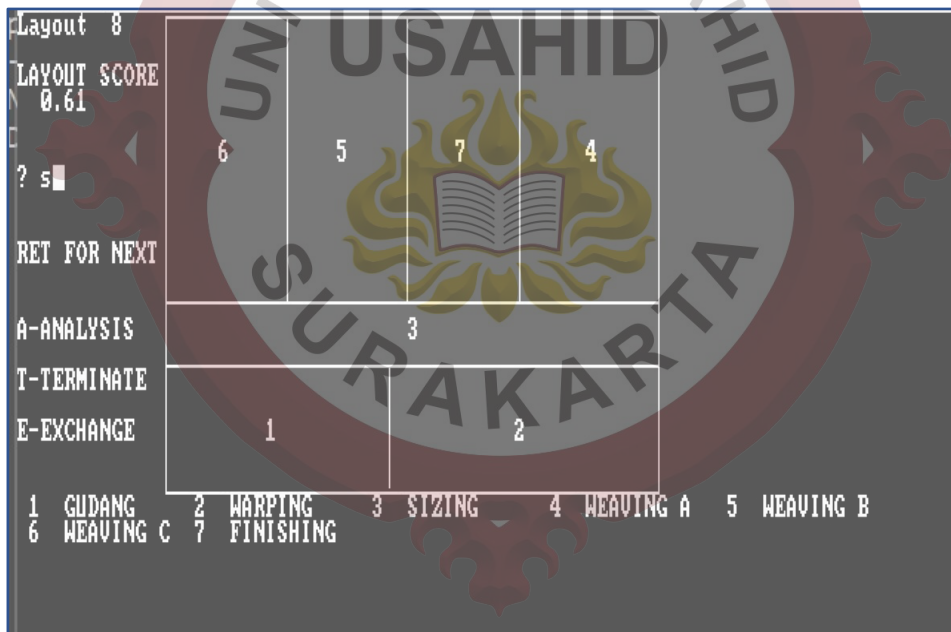 Layout 8
LAYOUT SCORE
0.61
? s
RET FOR NEXT
A-ANALYSIS
T-TERMINATE
E-EXCHANGE
6 5 7 4
3
1 2
1 GUDANG 2 WARPING 3 SIZING 4 WEAVING A 5 WEAVING B
6 WEAVING C 7 FINISHING
USAHID
SURAKARTA